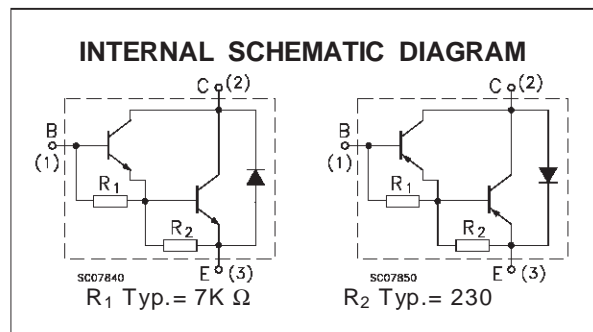 INTERNAL SCHEMATIC DIAGRAM
C (2)
B
(1)
R1
R2
E (3)
SC07840
C (2)
B
(1)
R1
R2
E (3)
SC07850
R1 Typ.= 7K Ω
R2 Typ.= 230